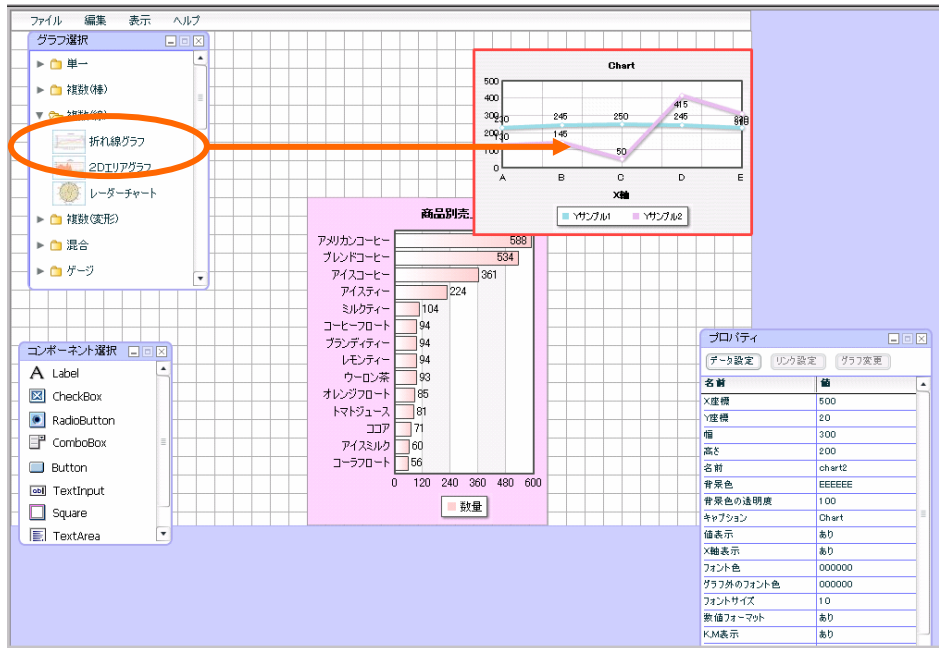 ファイル 編集 表示 ヘルプ
グラフ選択
単一
複数(棒)
複数(線)
折れ線グラフ
2Dエリアグラフ
レーダーチャート
複数(変形)
混合
ゲージ
Chart
500
400
300
200
100
0
230
245
250
245
230
130
145
50
415
A B C D E
X軸
Yサンプル1 Yサンプル2
商品別売
アメリカンコーヒー 588
ブレンドコーヒー 534
アイスコーヒー 361
アイスティー 224
ミルクティー 104
コーヒーフロート 94
ブランディティー 94
レモンティー 94
ウーロン茶 93
オレンジフロート 85
トマトジュース 81
ココア 71
アイスミルク 60
コーラフロート 56
0 120 240 360 480 600
数量
コンポーネント選択
A Label
CheckBox
RadioButton
ComboBox
Button
abl TextInput
Square
TextArea
プロパティ
データ設定 リンク設定 グラフ変更
名前 値
X座標 500
Y座標 20
幅 300
高さ 200
名前 chart2
背景色 EEEEEE
背景色の透明度 100
キャプション Chart
値表示 あり
X軸表示 あり
フォント色 000000
グラフ外のフォント色 000000
フォントサイズ 10
数値フォーマット あり
K,M表示 あり